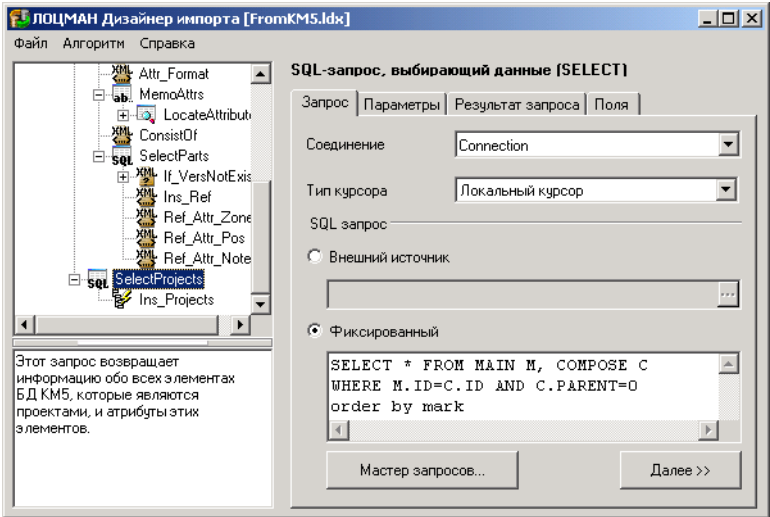 ЛОЦМАН Дизайнер импорта [FromKM5.ldx]
Файл Алгоритм Справка
Attr_Format
MemoAttrs
LocateAttribut
ConsistOf
SelectParts
If_VersNotExis
Ins_Ref
Ref_Attr_Zone
Ref_Attr_Pos
Ref_Attr_Note
SelectProjects
Ins_Projects
Этот запрос возвращает
информацию обо всех элементах
БД КМ5, которые являются
проектами, и атрибуты этих
элементов.
SQL-запрос, выбирающий данные (SELECT)
Запрос Параметры Результат запроса Поля
Соединение Connection
Тип курсора Локальный курсор
SQL запрос
Внешний источник
...
Фиксированный
SELECT * FROM MAIN M, COMPOSE C
WHERE M.ID=C.ID AND C.PARENT=0
order by mark
Мастер запросов... Далее >>